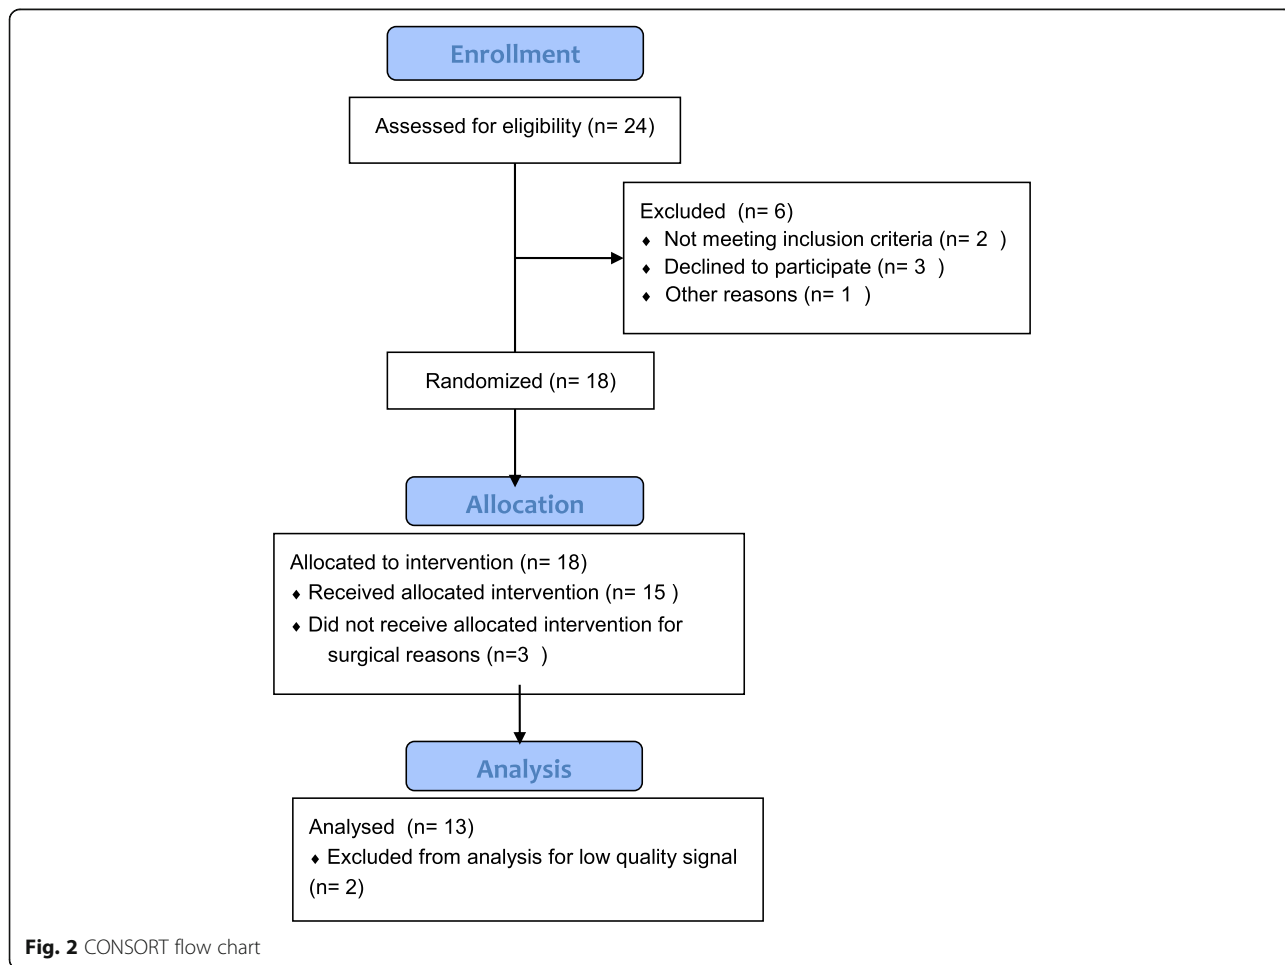 Enrollment
Assessed for eligibility (n= 24)
Excluded (n= 6)
♦ Not meeting inclusion criteria (n= 2 )
♦ Declined to participate (n= 3 )
♦ Other reasons (n= 1 )
Randomized (n= 18)
Allocation
Allocated to intervention (n= 18)
♦ Received allocated intervention (n= 15 )
♦ Did not receive allocated intervention for
surgical reasons (n=3 )
Analysis
Analysed (n= 13)
♦ Excluded from analysis for low quality signal
(n= 2)
Fig. 2 CONSORT flow chart